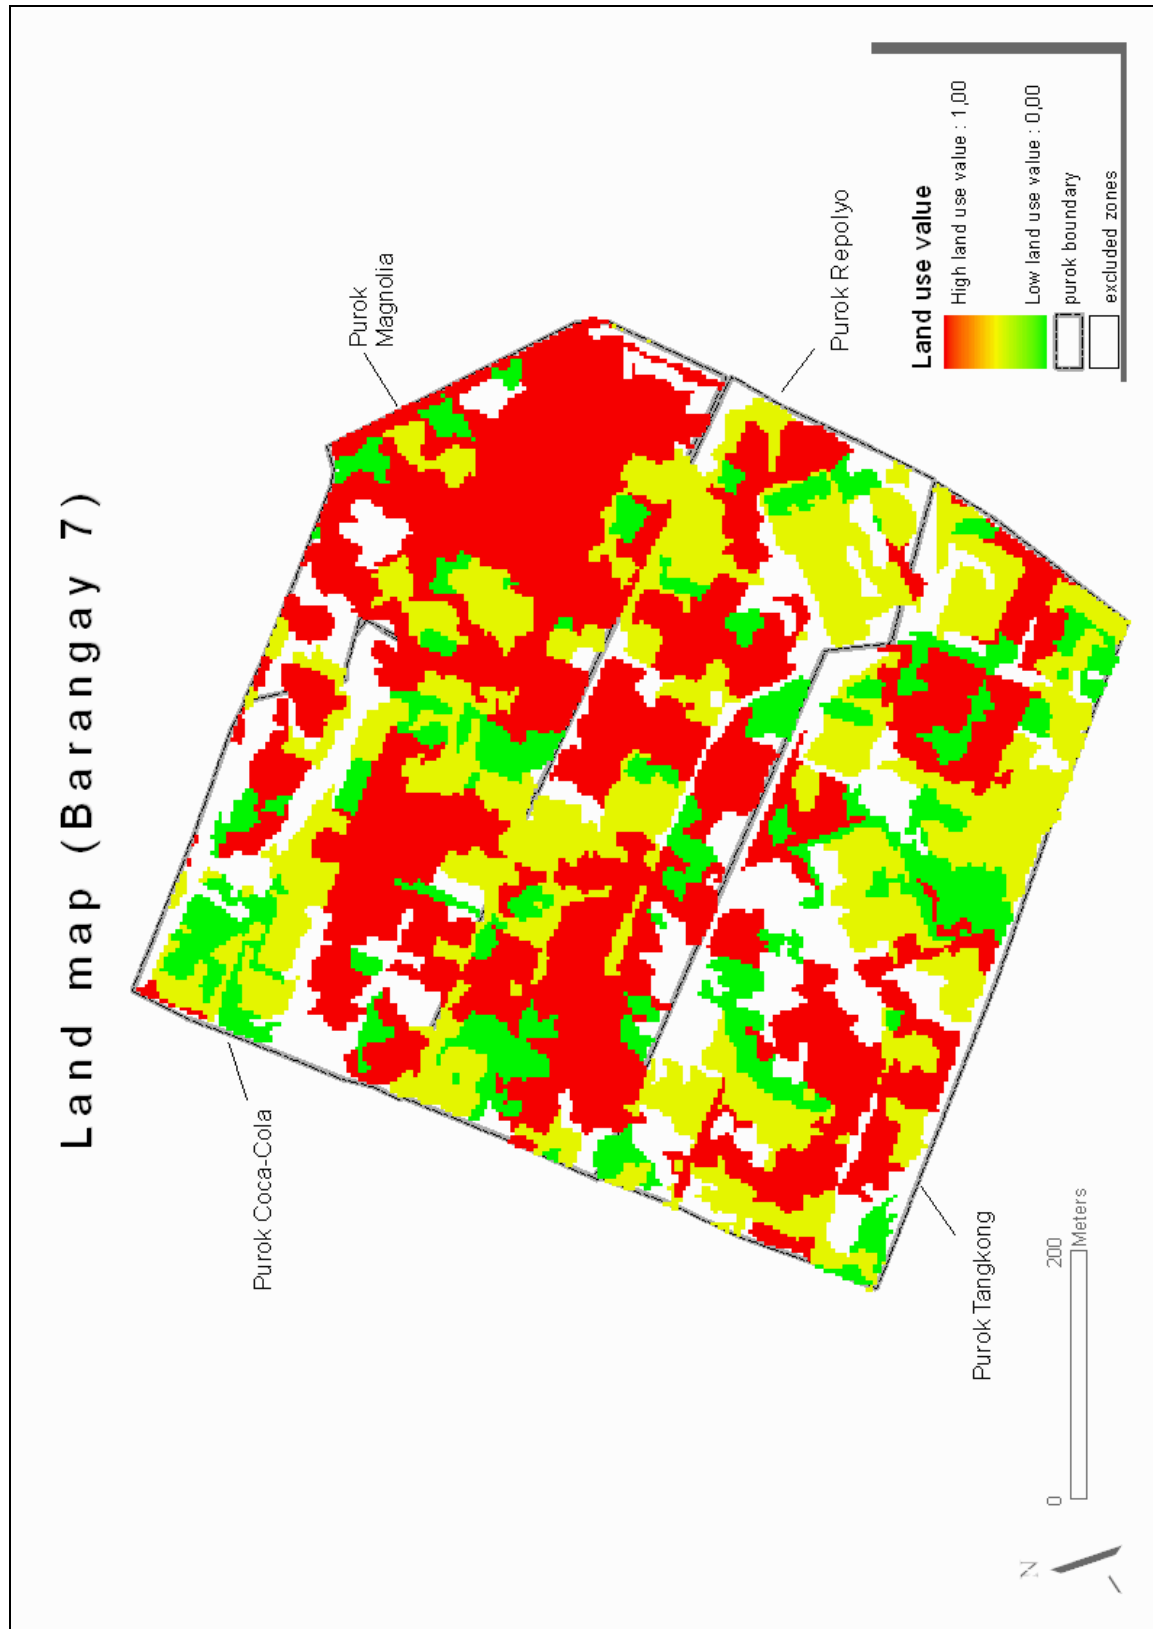 Land map (Barangay 7)
Purok Coca-Cola
Purok
Magnolia
Purok Repolyo
Purok Tangkong
Land use value
High land use value : 1,00
Low land use value : 0,00
purok boundary
excluded zones
N
0
200
Meters